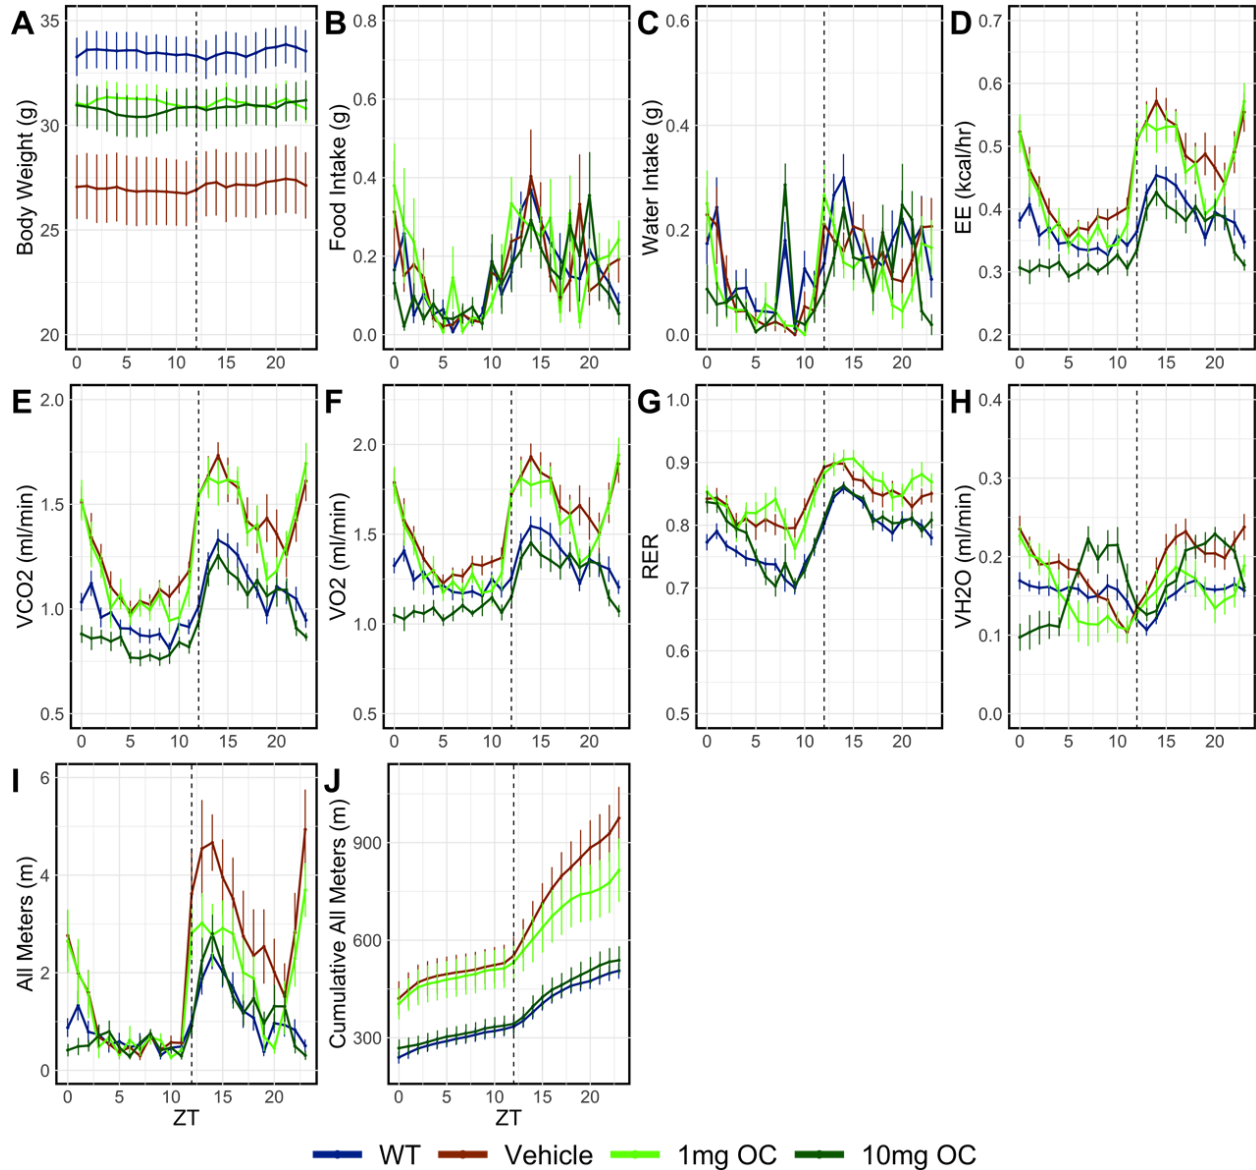 A
Body Weight (g)
35
30
25
20
B
Food Intake (g)
0.8
0.6
0.4
0.2
0.0
C
Water Intake (g)
0.6
0.4
0.2
0.0
D
EE (kcal/hr)
0.7
0.6
0.5
0.4
0.3
0.2
0 5 10 15 20
0 5 10 15 20
0 5 10 15 20
0 5 10 15 20
E
VCO2 (ml/min)
2.0
1.5
1.0
0.5
F
VO2 (ml/min)
2.0
1.5
1.0
0.5
G
RER
1.0
0.9
0.8
0.7
0.6
0.5
H
VH2O (ml/min)
0.4
0.3
0.2
0.1
0.0
0 5 10 15 20
0 5 10 15 20
0 5 10 15 20
0 5 10 15 20
I
All Meters (m)
6
4
2
0
J
Cumulative All Meters (m)
900
600
300
0 5 10 15 20
0 5 10 15 20
ZT
ZT
WT Vehicle 1mg OC 10mg OC